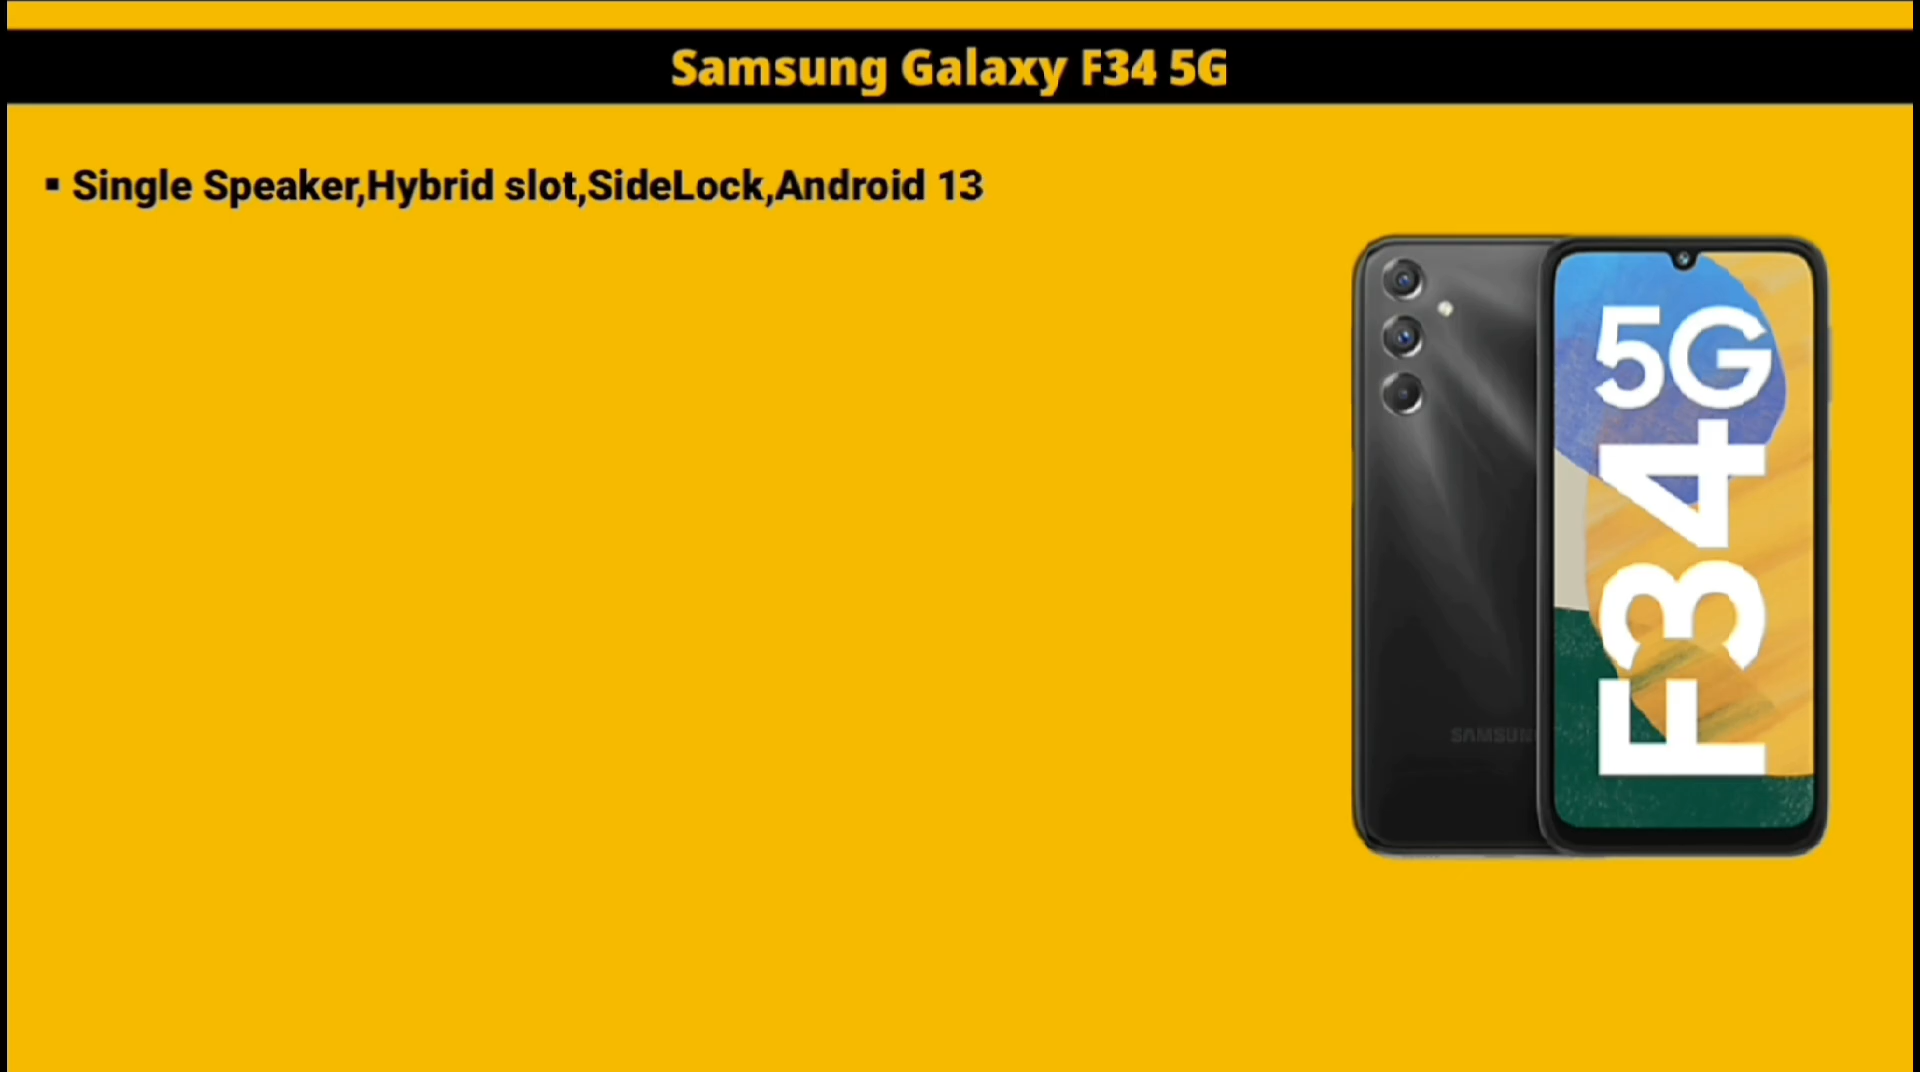 Samsung Galaxy F34 5G
▪ Single Speaker,Hybrid slot,SideLock,Android 13
F34 5G